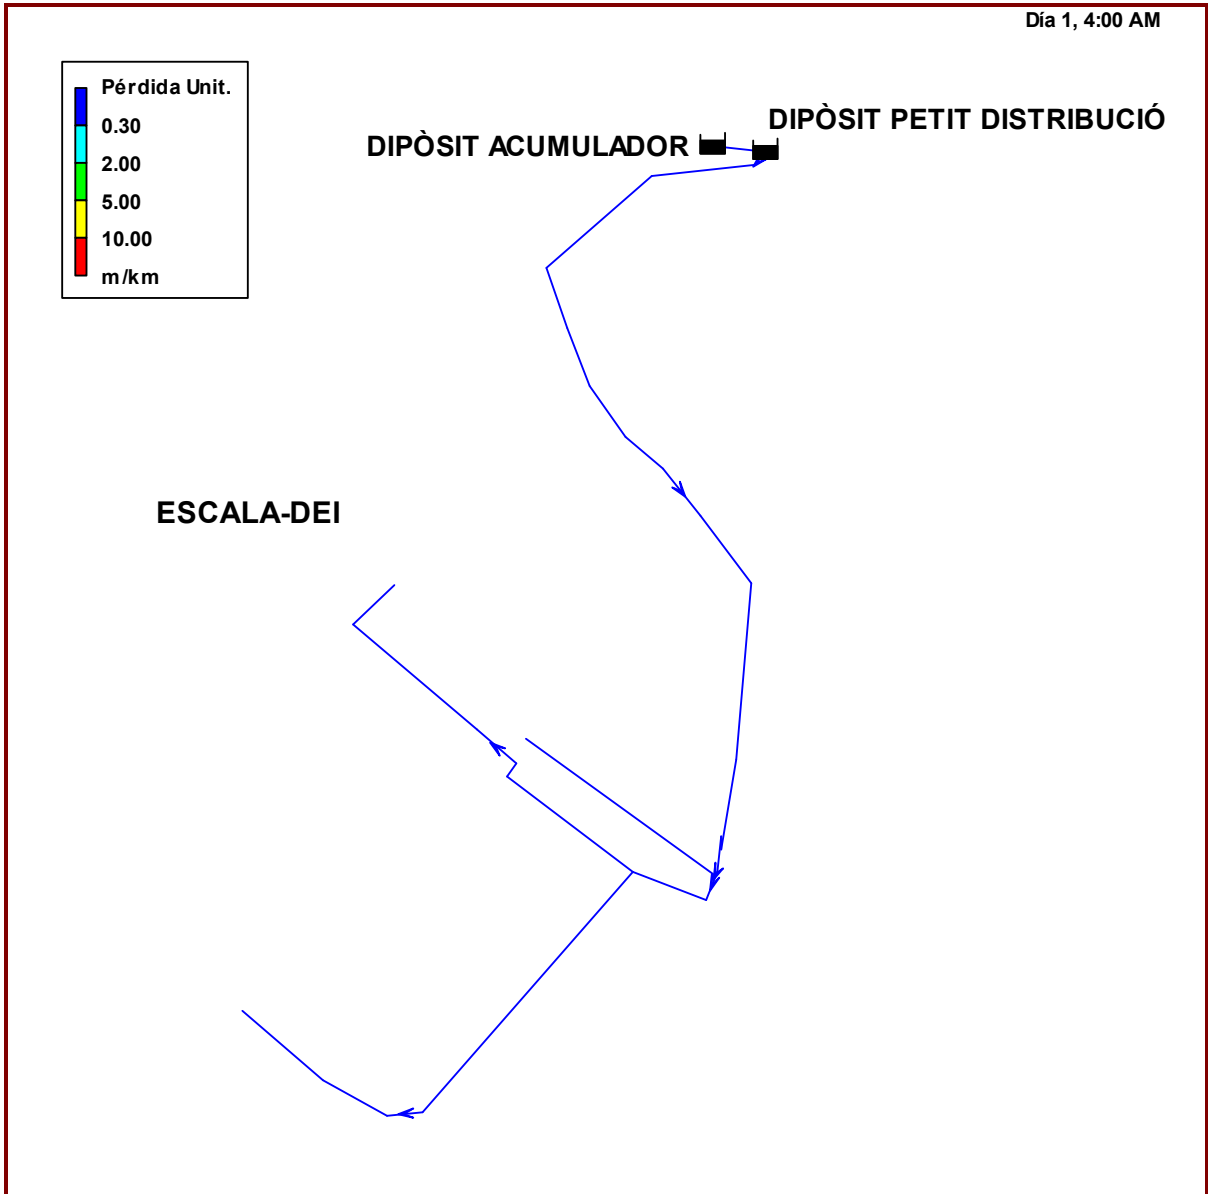 Día 1, 4:00 AM
Pérdida Unit.
0.30
2.00
5.00
10.00
m/km
DIPÒSIT PETIT DISTRIBUCIÓ
DIPÒSIT ACUMULADOR
ESCALA-DEI